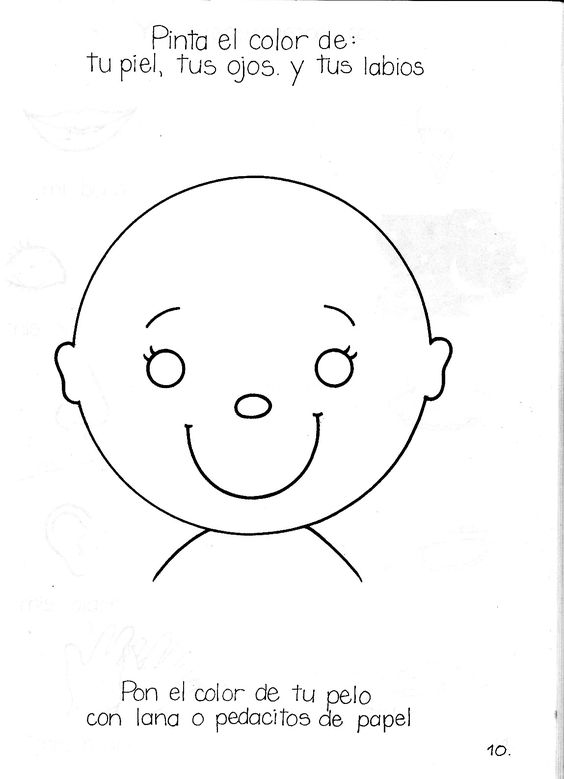 Pinta el color de:
tu piel, tus ojos. y tus labios
Pon el color de tu pelo
con lana o pedacitos de papel
10.